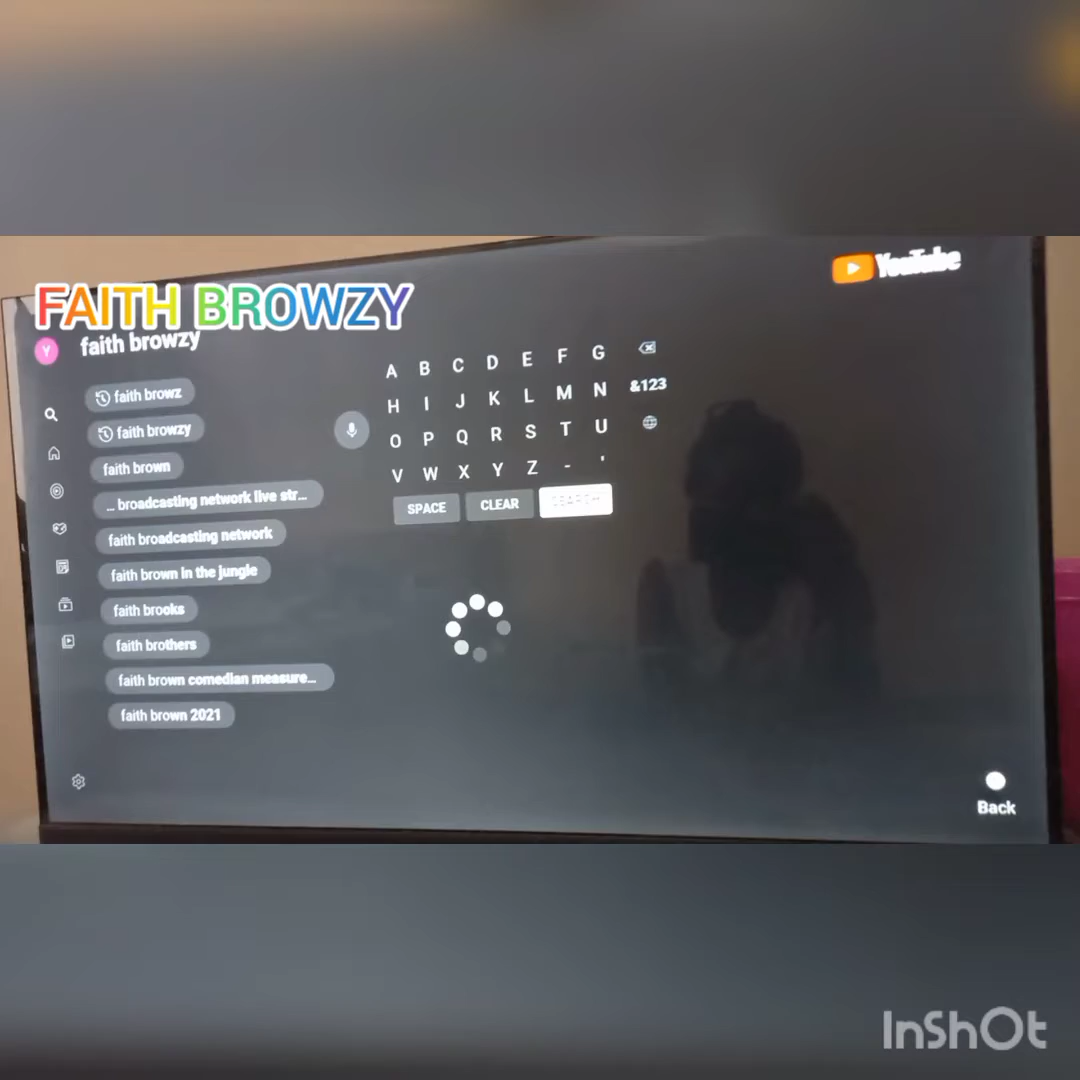 YouTube
FAITH BROWZY
Y
faith browzy
faith browz
faith browzy
faith brown
... broadcasting network live str...
faith broadcasting network
faith brown in the jungle
faith brooks
faith brothers
faith brown comedian measure...
faith brown 2021
A B C D E F G
H I J K L M N &123
O P Q R S T U
V W X Y Z - '
SPACE CLEAR SEARCH
Back
InShOt